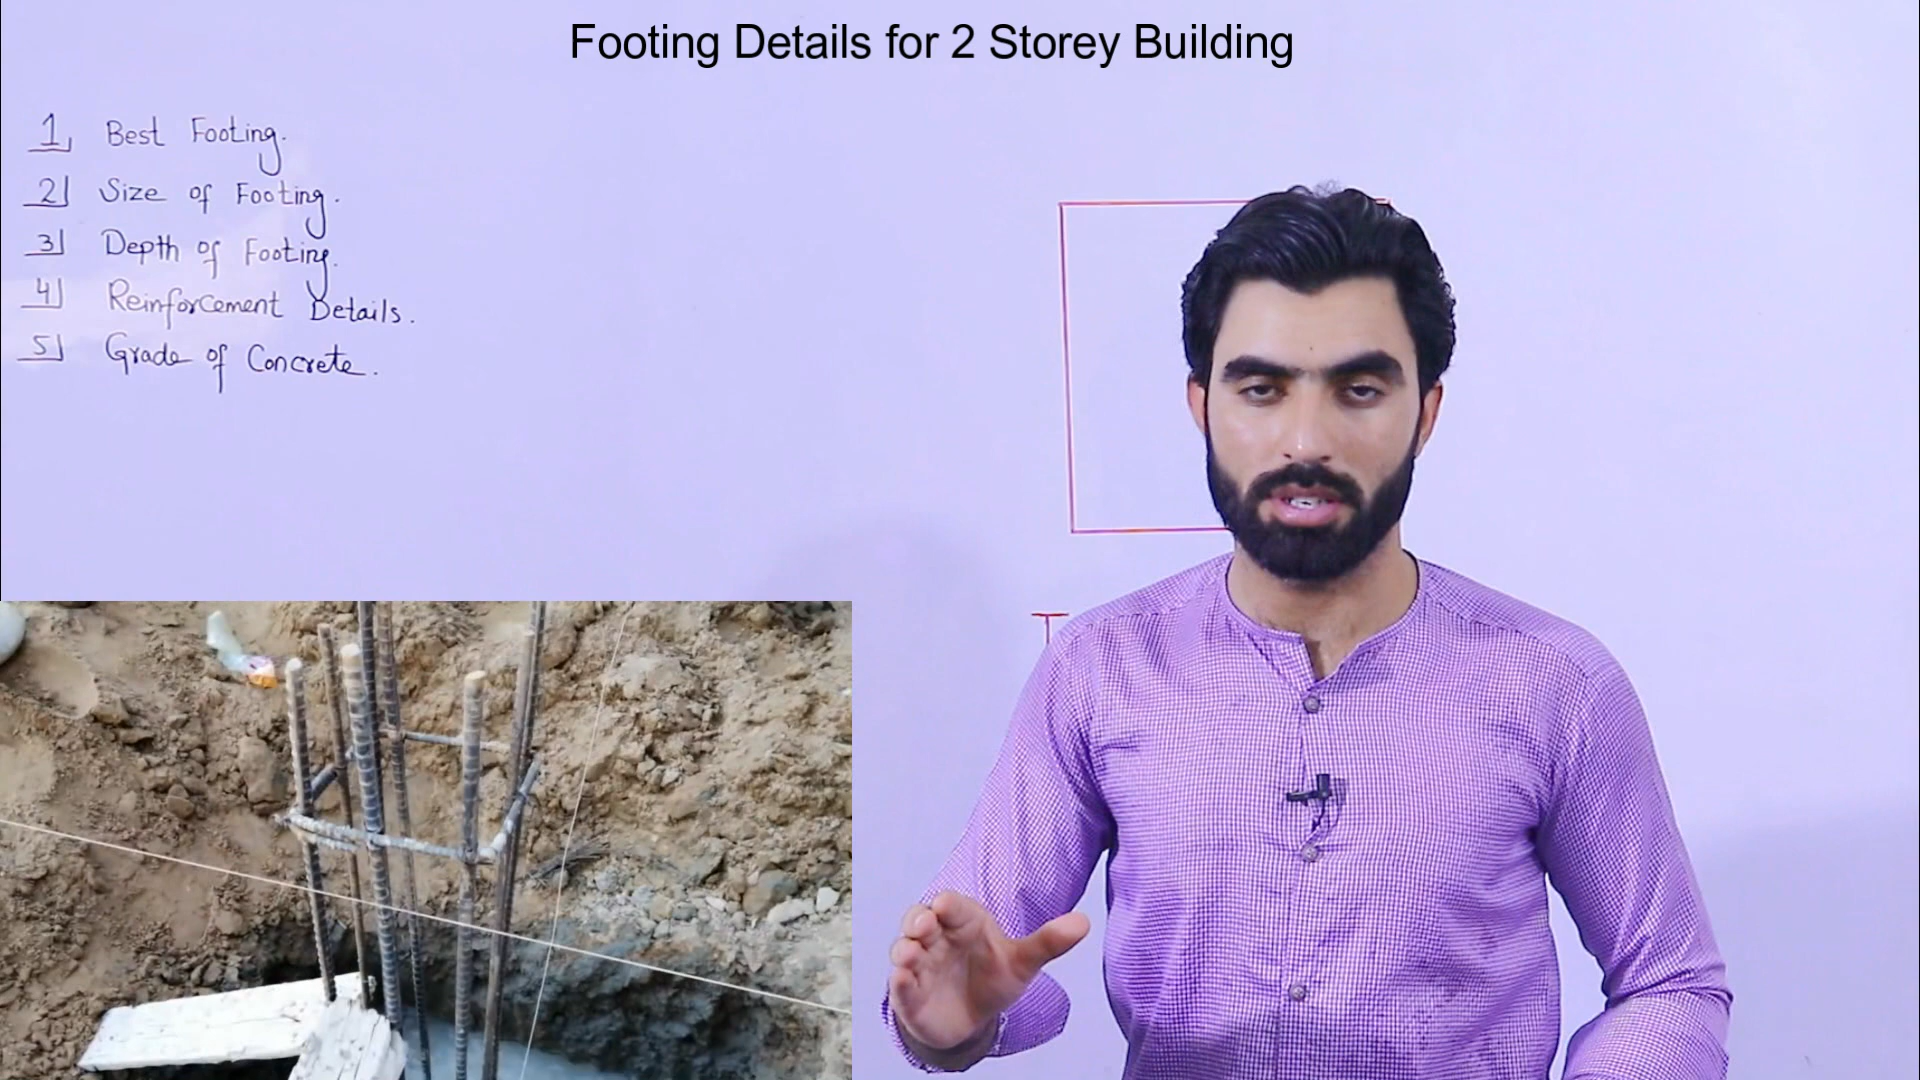 Footing Details for 2 Storey Building
1, Best Footing.
2) Size of Footing.
3) Depth of Footing.
4) Reinforcement Details.
5) Grade of Concrete.